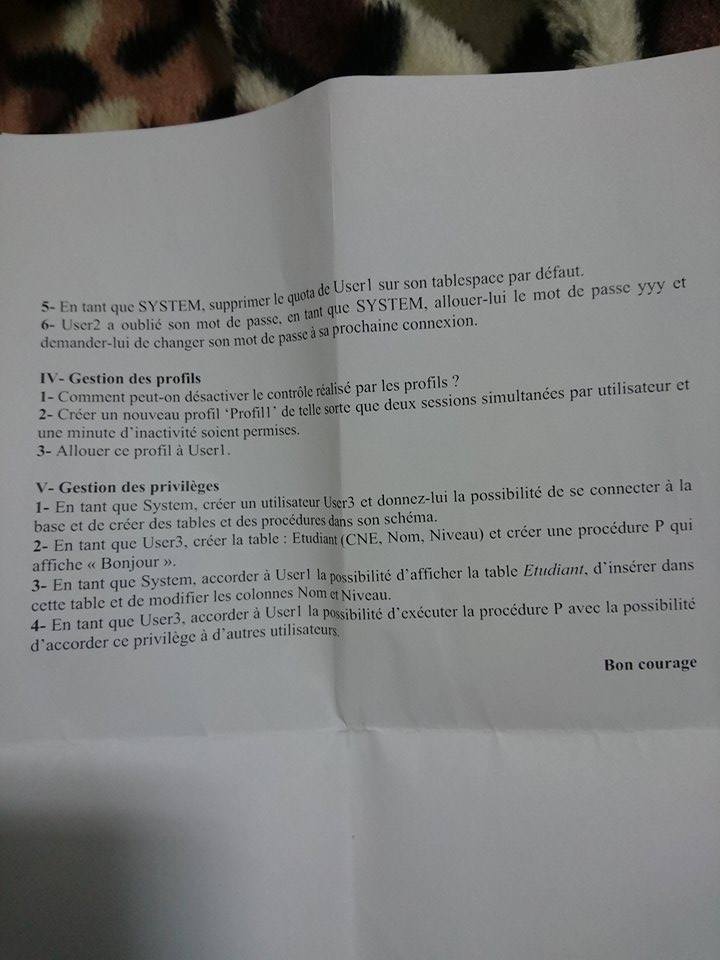 5- En tant que SYSTEM, supprimer le quota de User1 sur son tablespace par défaut.
6- User2 a oublié son mot de passe, en tant que SYSTEM, allouer-lui le mot de passe yyy et
demander-lui de changer son mot de passe à sa prochaine connexion.
IV- Gestion des profils
1- Comment peut-on désactiver le contrôle réalisé par les profils ?
2- Créer un nouveau profil ‘Profil1’ de telle sorte que deux sessions simultanées par utilisateur et
une minute d’inactivité soient permises.
3- Allouer ce profil à User1.
V- Gestion des privilèges
1- En tant que System, créer un utilisateur User3 et donnez-lui la possibilité de se connecter à la
base et de créer des tables et des procédures dans son schéma.
2- En tant que User3, créer la table : Etudiant (CNE, Nom, Niveau) et créer une procédure P qui
affiche « Bonjour ».
3- En tant que System, accorder à User1 la possibilité d’afficher la table Etudiant, d’insérer dans
cette table et de modifier les colonnes Nom et Niveau.
4- En tant que User3, accorder à User1 la possibilité d’exécuter la procédure P avec la possibilité
d’accorder ce privilège à d’autres utilisateurs.
Bon courage